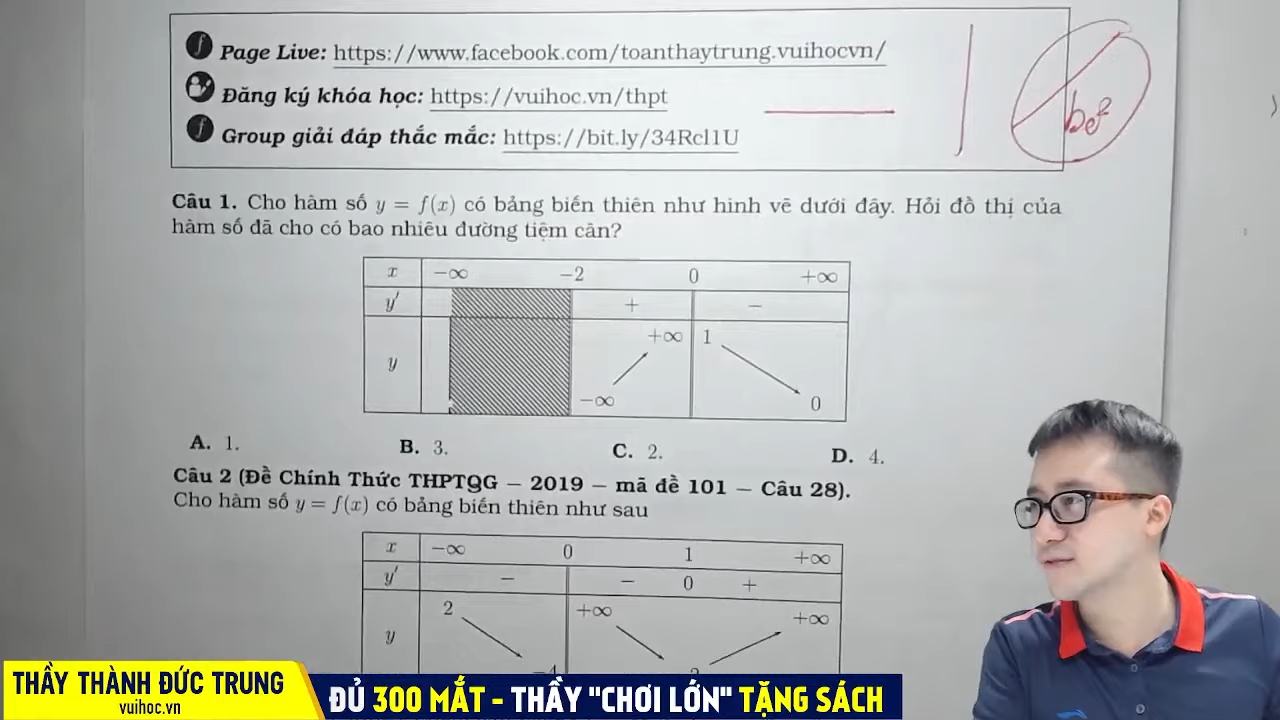 Page Live: https://www.facebook.com/toanthaytrung.vuihocvn/
Đăng ký khóa học: https://vuihoc.vn/thpt
Group giải đáp thắc mắc: https://bit.ly/34Rcl1U
Câu 1. Cho hàm số y = f(x) có bảng biến thiên như hình vẽ dưới đây. Hỏi đồ thị của
hàm số đã cho có bao nhiêu đường tiệm cận?
x −∞ −2 0 +∞
y′ + −
+∞ 1
y
−∞ 0
A. 1. B. 3. C. 2. D. 4.
Câu 2 (Đề Chính Thức THPTQG – 2019 – mã đề 101 – Câu 28).
Cho hàm số y = f(x) có bảng biến thiên như sau
x −∞ 0 1 +∞
y′ − − 0 +
2 +∞ +∞
y
THẦY THÀNH ĐỨC TRUNG
vuihoc.vn
ĐỦ 300 MẮT - THẦY "CHƠI LỚN" TẶNG SÁCH